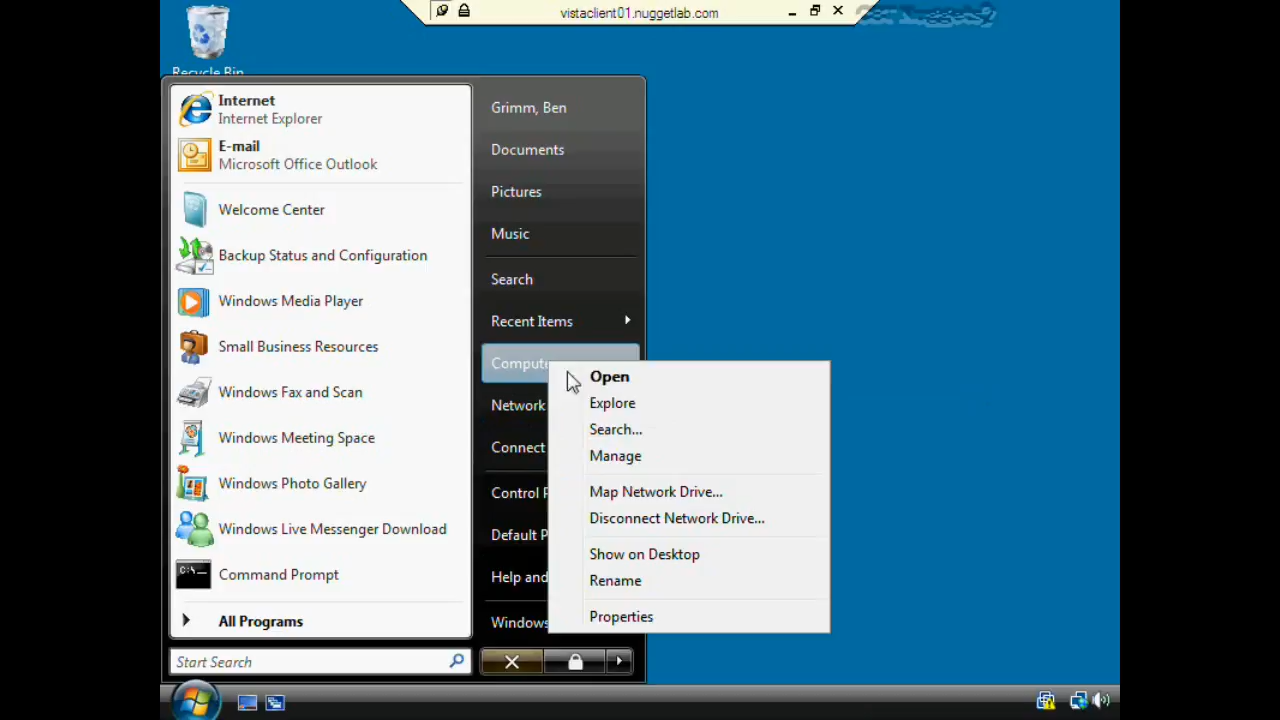 vistaclient01.nuggetlab.com
Recycle Bin
Internet
Internet Explorer
E-mail
Microsoft Office Outlook
Welcome Center
Backup Status and Configuration
Windows Media Player
Small Business Resources
Windows Fax and Scan
Windows Meeting Space
Windows Photo Gallery
Windows Live Messenger Download
Command Prompt
All Programs
Start Search
Grimm, Ben
Documents
Pictures
Music
Search
Recent Items
Compute
Network
Connect
Control P
Default P
Help and
Windows
Open
Explore
Search...
Manage
Map Network Drive...
Disconnect Network Drive...
Show on Desktop
Rename
Properties